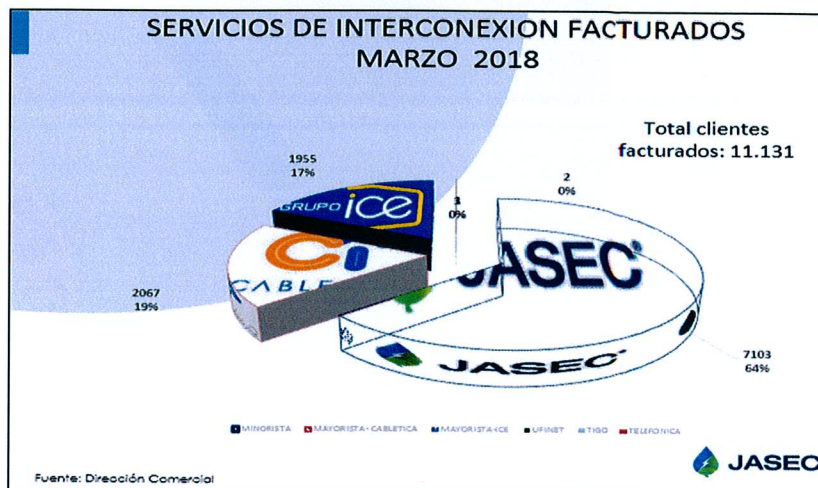 SERVICIOS DE INTERCONEXION FACTURADOS
MARZO 2018
Total clientes
facturados: 11.131
1955
17%
2
0%
0%
GRUPO ice
JASEC
CABLE
2067
19%
JASEC
7103
64%
MINORISTA MAYORISTA-CABLETICA MAYORISTA-ICE UFINET TIGO TELEFONICA
JASEC
Fuente: Dirección Comercial